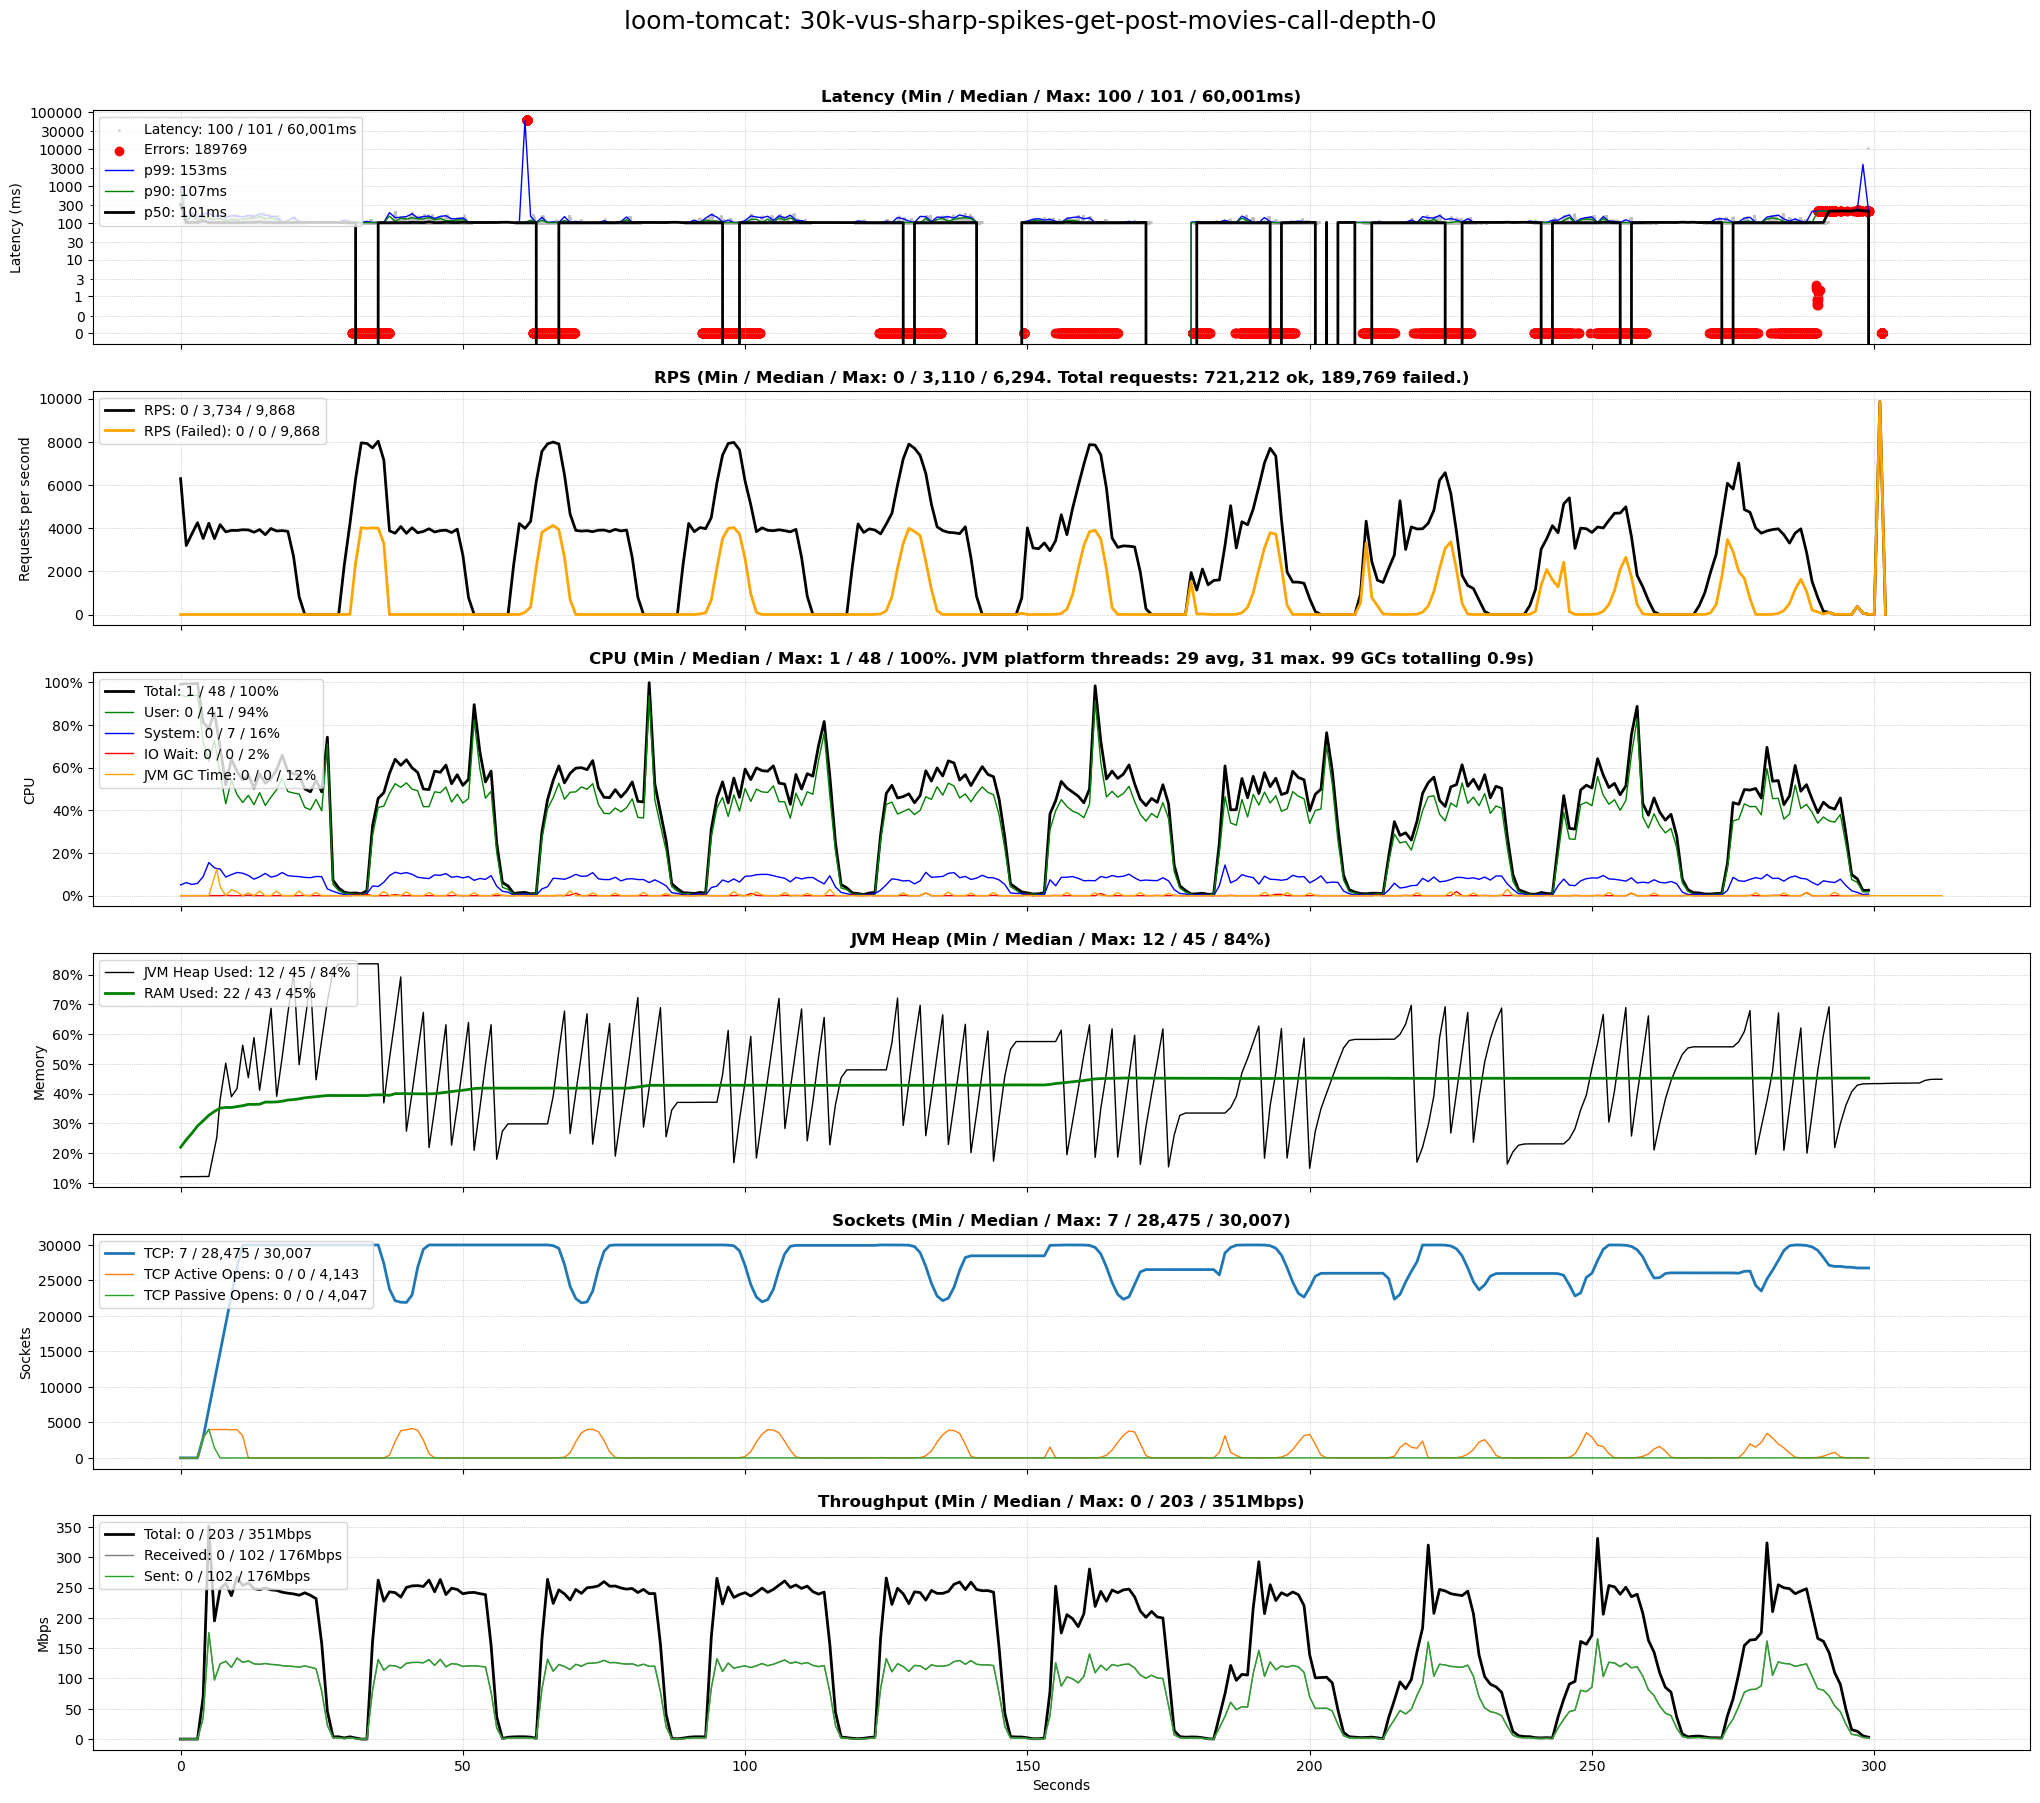 loom-tomcat: 30k-vus-sharp-spikes-get-post-movies-call-depth-0
Latency (Min / Median / Max: 100 / 101 / 60,001ms)
Latency (ms)
100000
30000
10000
3000
1000
300
100
30
10
3
1
0
0
Latency: 100 / 101 / 60,001ms
Errors: 189769
p99: 153ms
p90: 107ms
p50: 101ms
RPS (Min / Median / Max: 0 / 3,110 / 6,294. Total requests: 721,212 ok, 189,769 failed.)
Requests per second
10000
8000
6000
4000
2000
0
RPS: 0 / 3,734 / 9,868
RPS (Failed): 0 / 0 / 9,868
CPU (Min / Median / Max: 1 / 48 / 100%. JVM platform threads: 29 avg, 31 max. 99 GCs totalling 0.9s)
CPU
100%
80%
60%
40%
20%
0%
Total: 1 / 48 / 100%
User: 0 / 41 / 94%
System: 0 / 7 / 16%
IO Wait: 0 / 0 / 2%
JVM GC Time: 0 / 0 / 12%
JVM Heap (Min / Median / Max: 12 / 45 / 84%)
Memory
80%
70%
60%
50%
40%
30%
20%
10%
JVM Heap Used: 12 / 45 / 84%
RAM Used: 22 / 43 / 45%
Sockets (Min / Median / Max: 7 / 28,475 / 30,007)
Sockets
30000
25000
20000
15000
10000
5000
0
TCP: 7 / 28,475 / 30,007
TCP Active Opens: 0 / 0 / 4,143
TCP Passive Opens: 0 / 0 / 4,047
Throughput (Min / Median / Max: 0 / 203 / 351Mbps)
Mbps
350
300
250
200
150
100
50
0
Total: 0 / 203 / 351Mbps
Received: 0 / 102 / 176Mbps
Sent: 0 / 102 / 176Mbps
0 50 100 150 200 250 300
Seconds